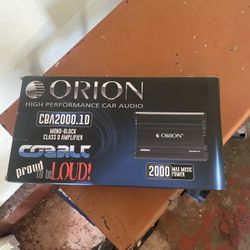 ORION
HIGH PERFORMANCE CAR AUDIO
CBA2000.1D
MONO-BLOCK
CLASS D AMPLIFIER
COBALT
proud to be LOUD!
ORION
2000 MAX MUSIC
POWER